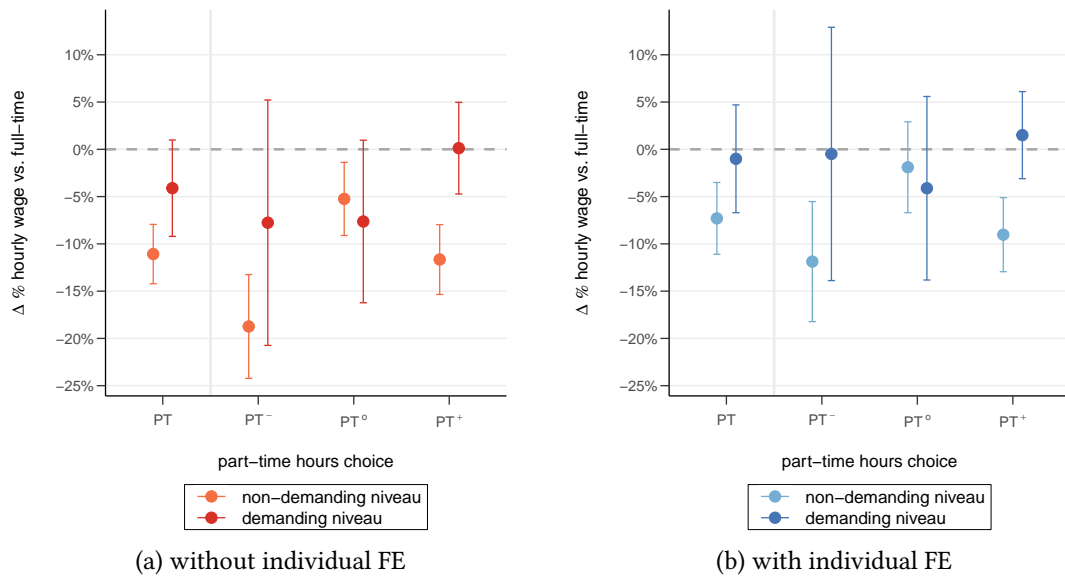 10%
5%
0%
−5%
−10%
−15%
−20%
−25%
Δ % hourly wage vs. full−time
PT
PT⁻
PT°
PT⁺
part−time hours choice
non−demanding niveau
demanding niveau
(a) without individual FE
10%
5%
0%
−5%
−10%
−15%
−20%
−25%
Δ % hourly wage vs. full−time
PT
PT⁻
PT°
PT⁺
part−time hours choice
non−demanding niveau
demanding niveau
(b) with individual FE